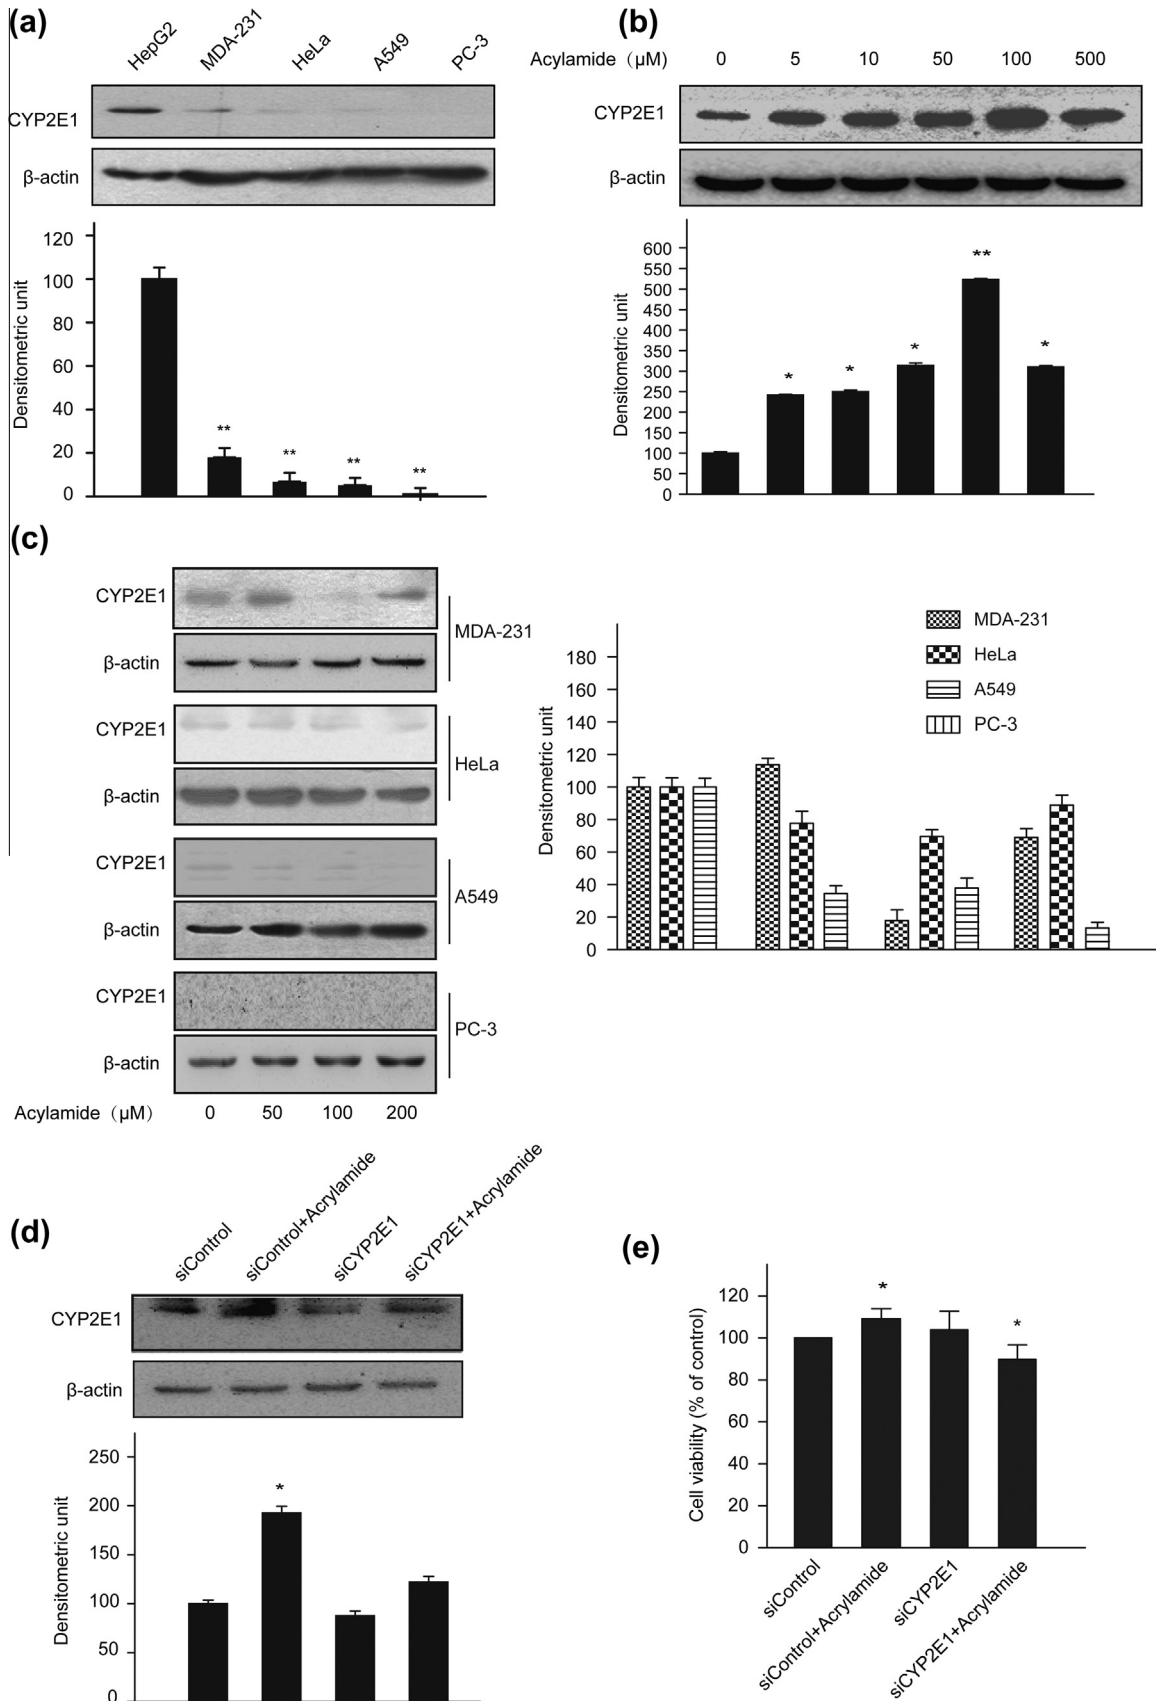 (a)
HepG2 MDA-231 HeLa A549 PC-3
CYP2E1
β-actin
Densitometric unit
120
100
80
60
40
20
0
**
**
**
**
(b)
Acylamide (μM) 0 5 10 50 100 500
CYP2E1
β-actin
Densitometric unit
600
550
500
450
400
350
300
250
200
150
100
50
0
*
*
*
**
*
(c)
CYP2E1
β-actin
MDA-231
CYP2E1
β-actin
HeLa
CYP2E1
β-actin
A549
CYP2E1
β-actin
PC-3
Acylamide (μM) 0 50 100 200
Densitometric unit
180
160
140
120
100
80
60
40
20
0
MDA-231
HeLa
A549
PC-3
(d)
siControl siControl+Acrylamide siCYP2E1 siCYP2E1+Acrylamide
CYP2E1
β-actin
Densitometric unit
250
200
150
100
50
0
*
(e)
Cell viability (% of control)
120
100
80
60
40
20
0
*
*
siControl siControl+Acrylamide siCYP2E1 siCYP2E1+Acrylamide